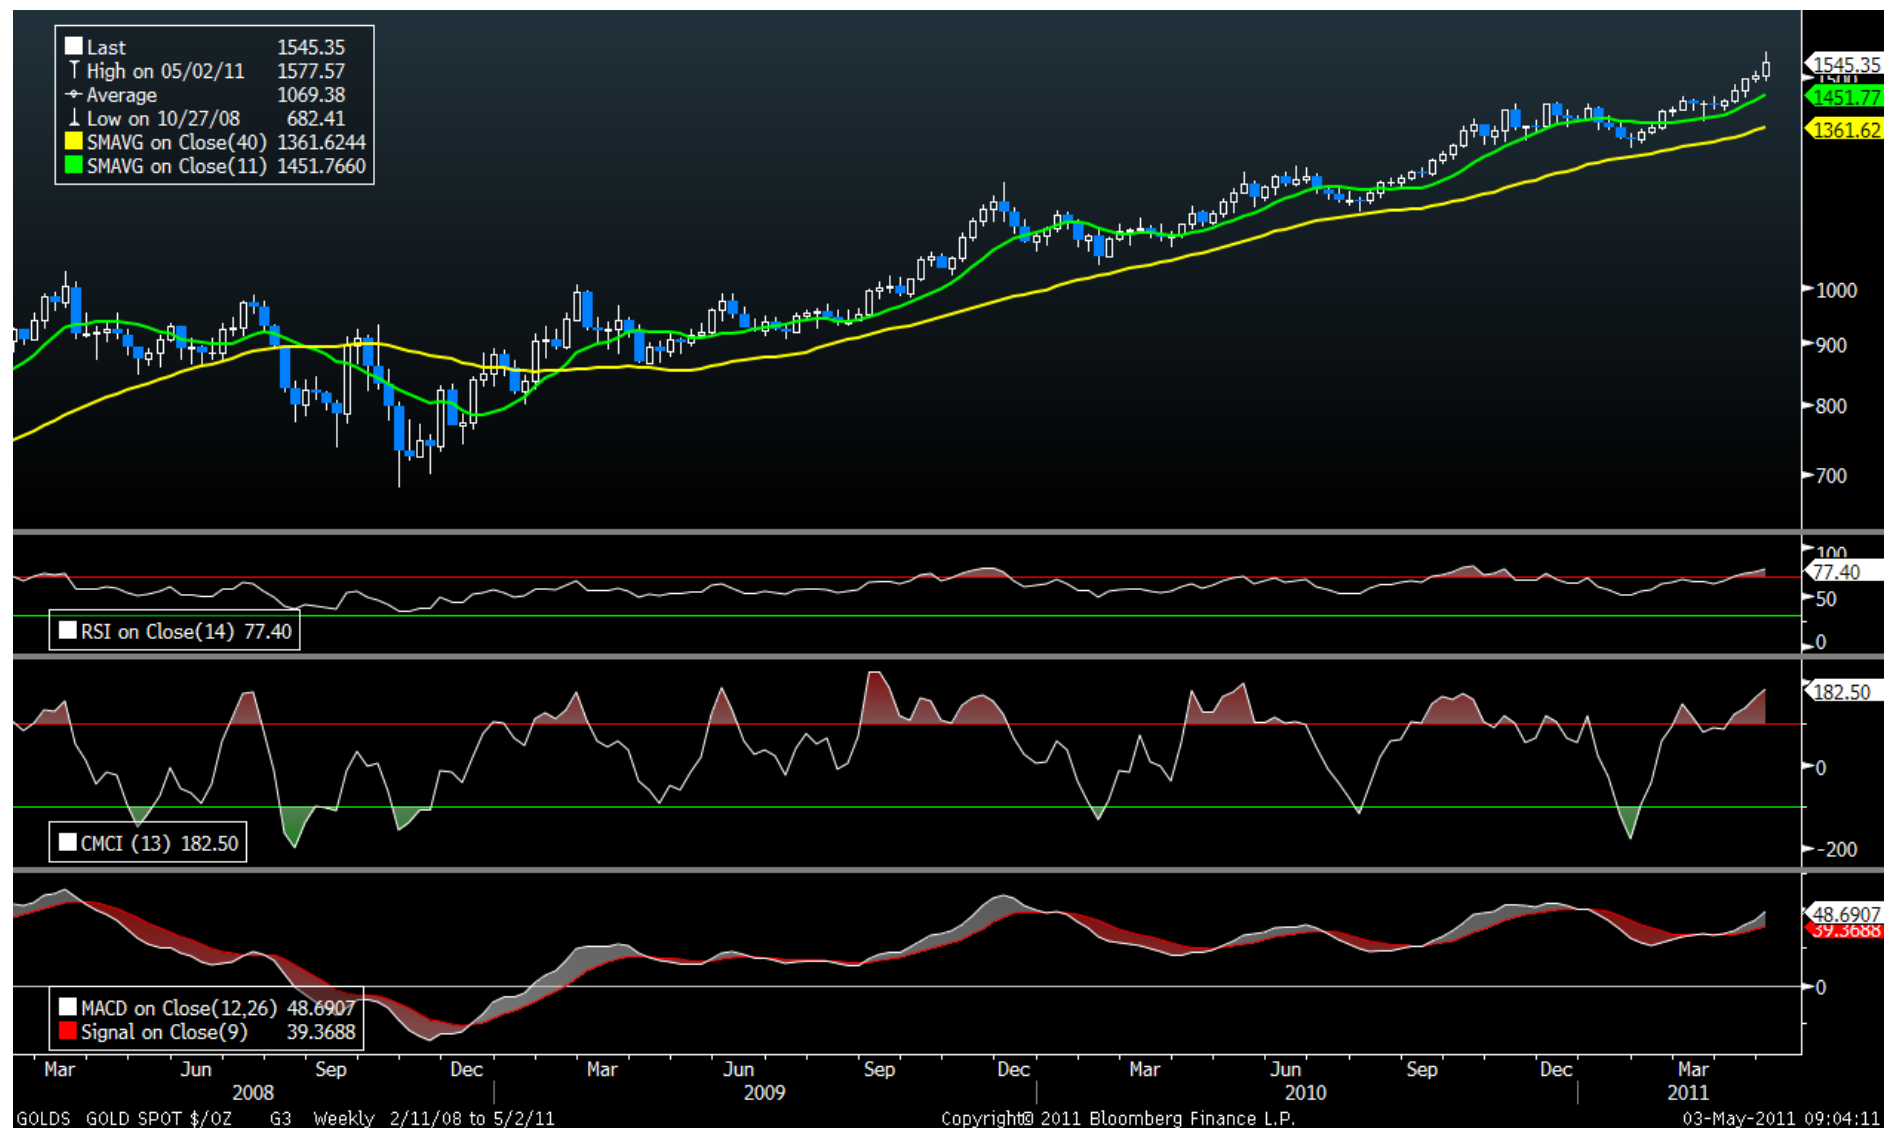 Last 1545.35
High on 05/02/11 1577.57
Average 1069.38
Low on 10/27/08 682.41
SMAVG on Close(40) 1361.6244
SMAVG on Close(11) 1451.7660
1545.35
1500
1451.77
1361.62
1000
900
800
700
100
77.40
50
0
RSI on Close(14) 77.40
182.50
0
-200
CMCI (13) 182.50
48.6907
39.3688
0
MACD on Close(12,26) 48.6907
Signal on Close(9) 39.3688
Mar Jun Sep Dec Mar Jun Sep Dec Mar Jun Sep Dec Mar
2008 2009 2010 2011
GOLDS GOLD SPOT $/OZ G3 Weekly 2/11/08 to 5/2/11 Copyright© 2011 Bloomberg Finance L.P. 03-May-2011 09:04:11